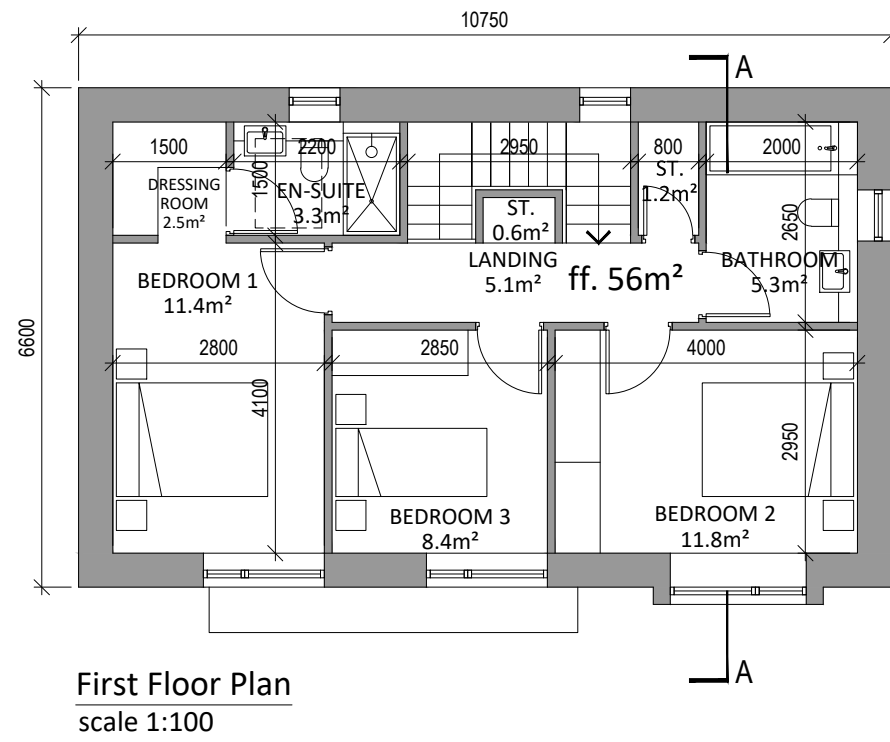 10750
A
1500
2200
2950
800
2000
DRESSING
ROOM
2.5m²
1500
EN-SUITE
3.3m²
ST.
0.6m²
ST.
1.2m²
2650
BEDROOM 1
11.4m²
LANDING
5.1m²
ff. 56m²
BATHROOM
5.3m²
6600
2800
2850
4000
4100
2950
BEDROOM 3
8.4m²
BEDROOM 2
11.8m²
A
First Floor Plan
scale 1:100